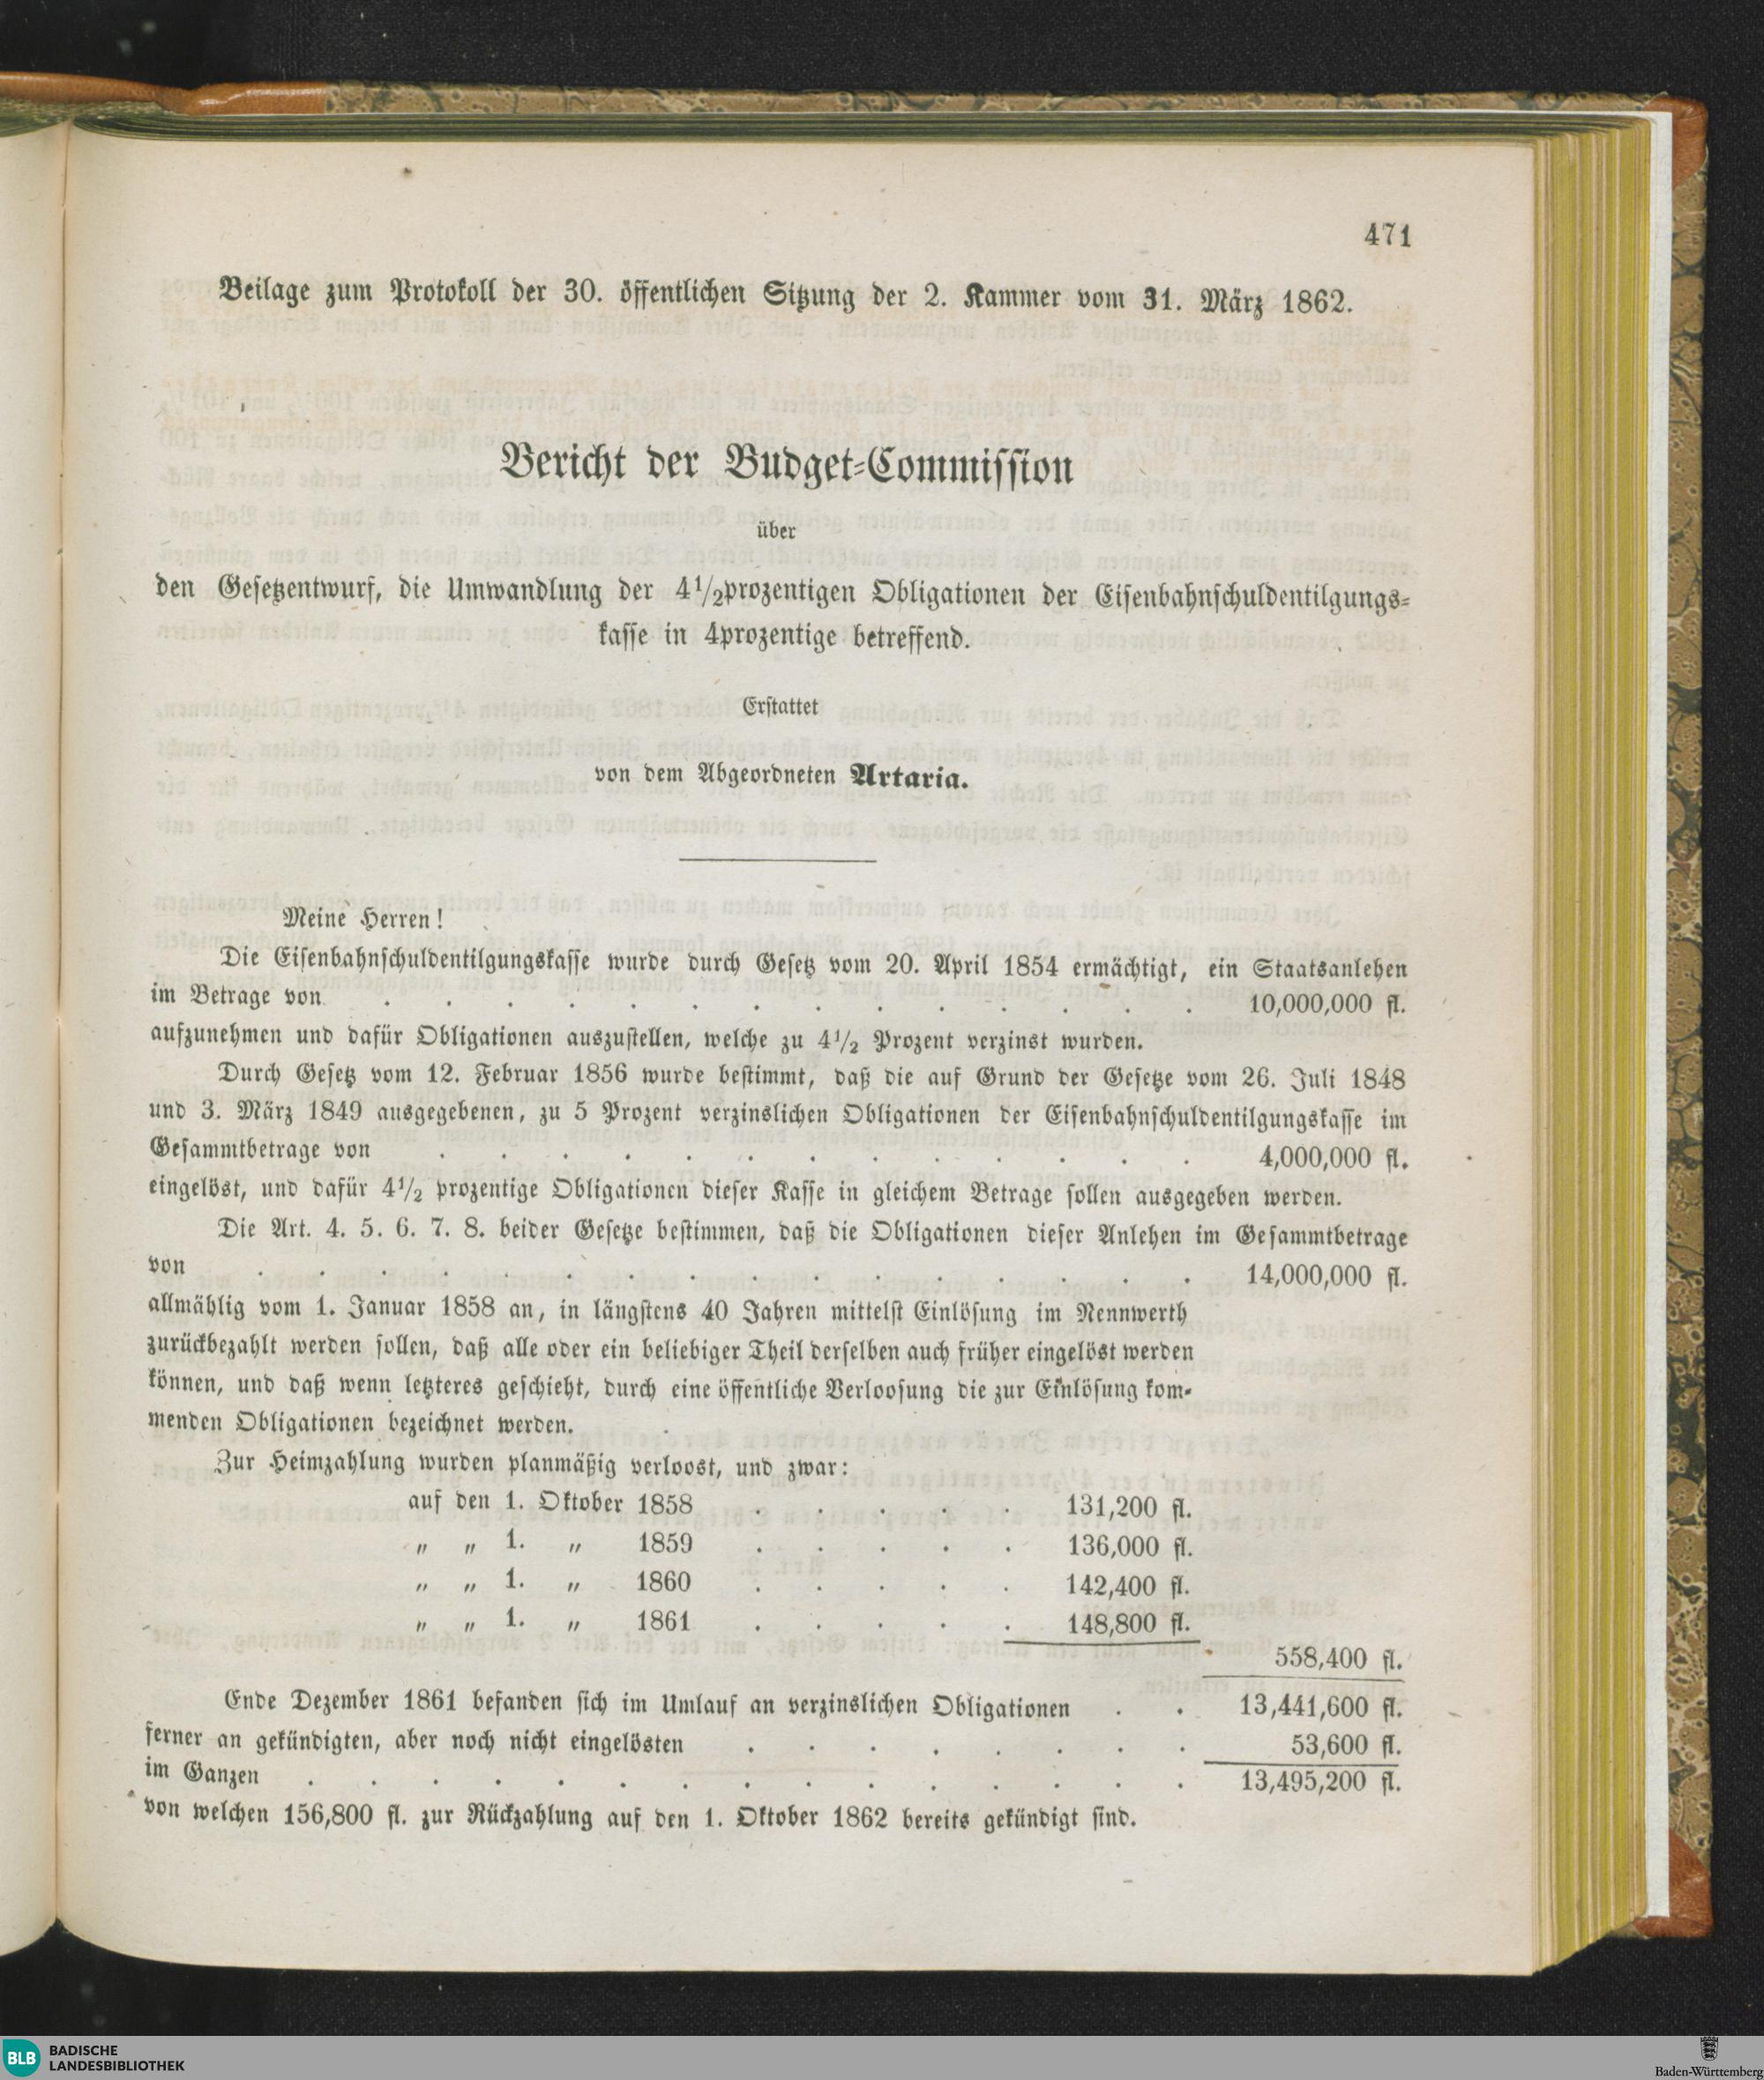 471
Beilage zum Protokoll der 30. öffentlichen Sitzung der 2. Kammer vom 31. März 1862.
Bericht der Budget-Commission
über
den Gesetzentwurf, die Umwandlung der 4 1/2prozentigen Obligationen der Eisenbahnschuldentilgungs-
kasse in 4prozentige betreffend.
Erstattet
von dem Abgeordneten Artaria.
Meine Herren!
Die Eisenbahnschuldentilgungskasse wurde durch Gesetz vom 20. April 1854 ermächtigt, ein Staatsanlehen
im Betrage von . . . . . . . . . . . . . . 10,000,000 fl.
aufzunehmen und dafür Obligationen auszustellen, welche zu 4 1/2 Prozent verzinst wurden.
Durch Gesetz vom 12. Februar 1856 wurde bestimmt, daß die auf Grund der Gesetze vom 26. Juli 1848
und 3. März 1849 ausgegebenen, zu 5 Prozent verzinslichen Obligationen der Eisenbahnschuldentilgungskasse im
Gesammtbetrage von . . . . . . . . . . . . . 4,000,000 fl.
eingelöst, und dafür 4 1/2 prozentige Obligationen dieser Kasse in gleichem Betrage sollen ausgegeben werden.
Die Art. 4. 5. 6. 7. 8. beider Gesetze bestimmen, daß die Obligationen dieser Anlehen im Gesammtbetrage
von . . . . . . . . . . . . . . . . 14,000,000 fl.
allmählig vom 1. Januar 1858 an, in längstens 40 Jahren mittelst Einlösung im Nennwerth
zurückbezahlt werden sollen, daß alle oder ein beliebiger Theil derselben auch früher eingelöst werden
können, und daß wenn letzteres geschieht, durch eine öffentliche Verloosung die zur Einlösung kom-
menden Obligationen bezeichnet werden.
Zur Heimzahlung wurden planmäßig verloost, und zwar:
auf den 1. Oktober 1858 . . . . . 131,200 fl.
„ „ 1. „ 1859 . . . . . 136,000 fl.
„ „ 1. „ 1860 . . . . . 142,400 fl.
„ „ 1. „ 1861 . . . . . 148,800 fl.
558,400 fl.
Ende Dezember 1861 befanden sich im Umlauf an verzinslichen Obligationen . . 13,441,600 fl.
ferner an gekündigten, aber noch nicht eingelösten . . . . . . . . 53,600 fl.
im Ganzen . . . . . . . . . . . . . . . 13,495,200 fl.
von welchen 156,800 fl. zur Rückzahlung auf den 1. Oktober 1862 bereits gekündigt sind.
BLB BADISCHE
LANDESBIBLIOTHEK
Baden-Württemberg